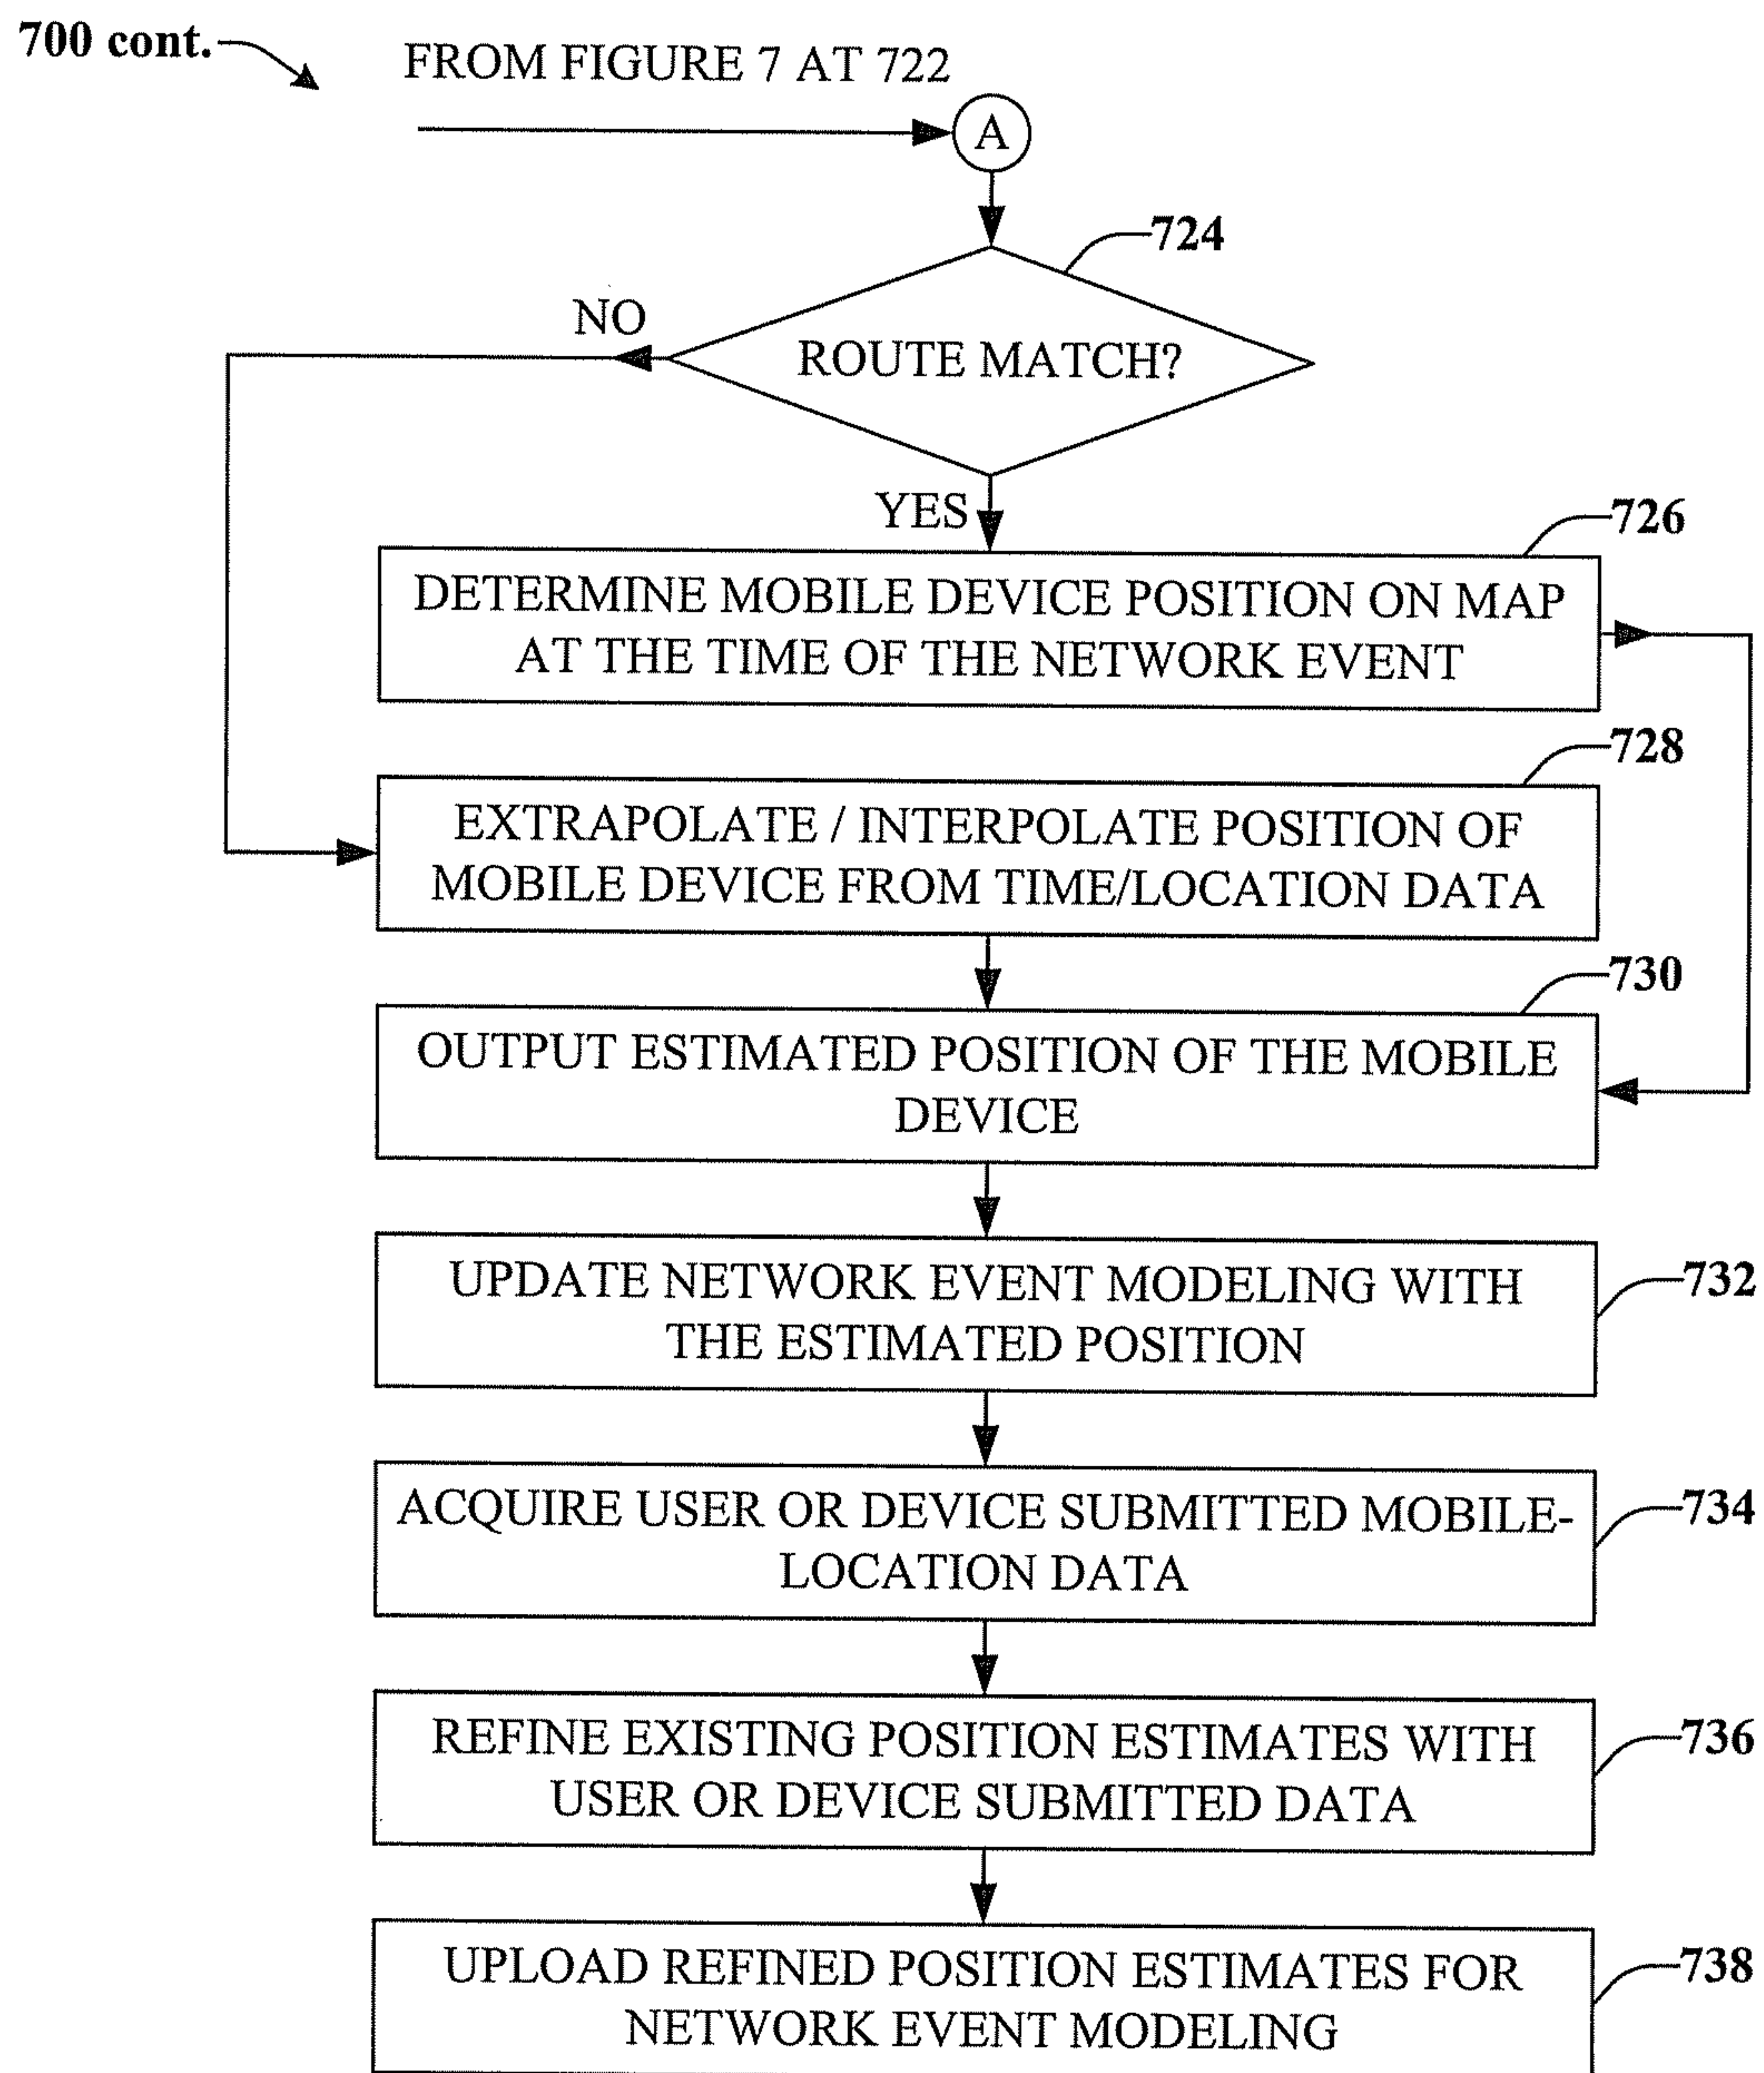 700 cont.
FROM FIGURE 7 AT 722
A
724
NO
ROUTE MATCH?
YES
726
DETERMINE MOBILE DEVICE POSITION ON MAP
AT THE TIME OF THE NETWORK EVENT
728
EXTRAPOLATE / INTERPOLATE POSITION OF
MOBILE DEVICE FROM TIME/LOCATION DATA
730
OUTPUT ESTIMATED POSITION OF THE MOBILE
DEVICE
UPDATE NETWORK EVENT MODELING WITH
THE ESTIMATED POSITION
732
ACQUIRE USER OR DEVICE SUBMITTED MOBILE-
LOCATION DATA
734
REFINE EXISTING POSITION ESTIMATES WITH
USER OR DEVICE SUBMITTED DATA
736
UPLOAD REFINED POSITION ESTIMATES FOR
NETWORK EVENT MODELING
738